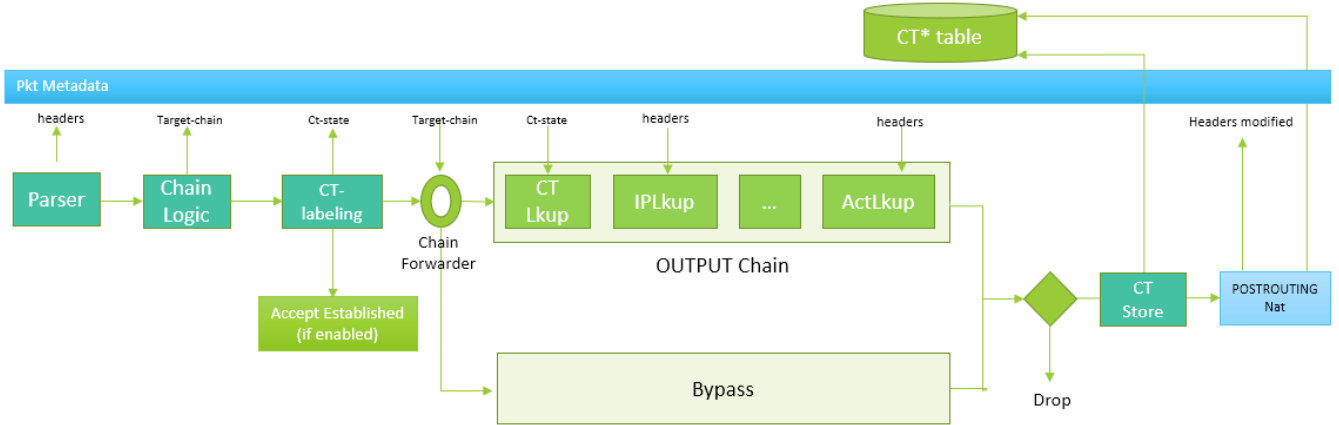 CT* table
Pkt Metadata
headers
Target-chain
Ct-state
Target-chain
Ct-state
headers
headers
Headers modified
Parser
Chain
Logic
CT-
labeling
CT
Lkup
IPLkup
...
ActLkup
Chain
Forwarder
OUTPUT Chain
Accept Established
(if enabled)
CT
Store
POSTROUTING
Nat
Bypass
Drop